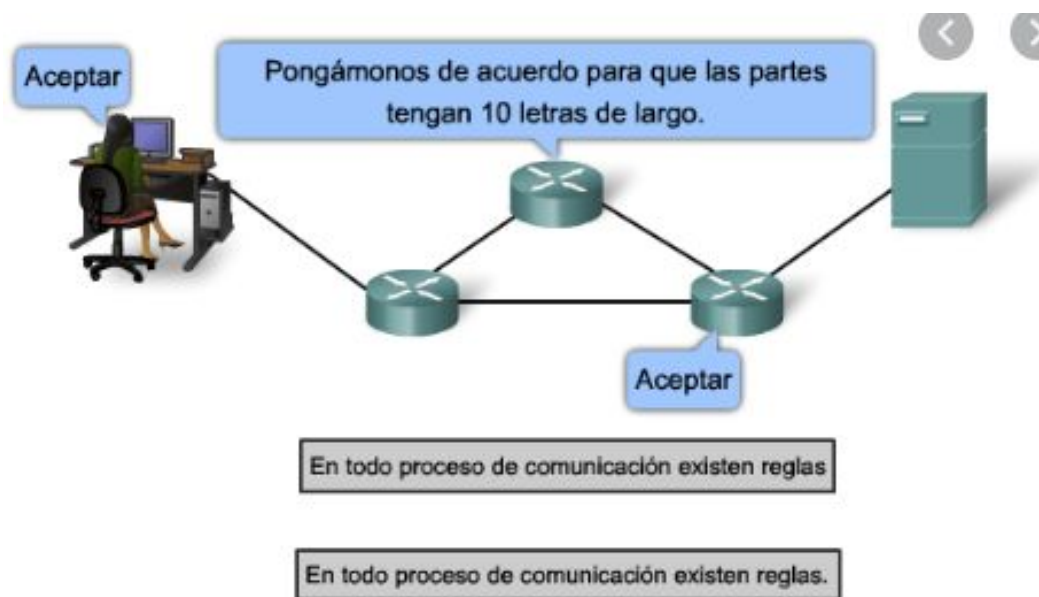 Aceptar
Pongámonos de acuerdo para que las partes
tengan 10 letras de largo.
Aceptar
En todo proceso de comunicación existen reglas
En todo proceso de comunicación existen reglas.